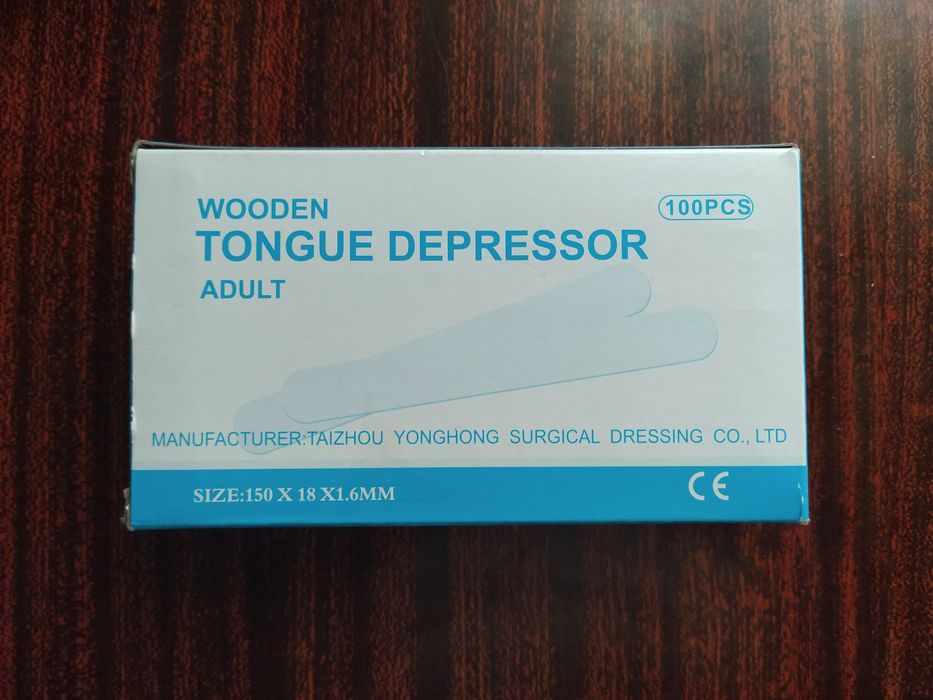 WOODEN
100PCS
TONGUE DEPRESSOR
ADULT
MANUFACTURER:TAIZHOU YONGHONG SURGICAL DRESSING CO., LTD
SIZE:150 X 18 X1.6MM
CE